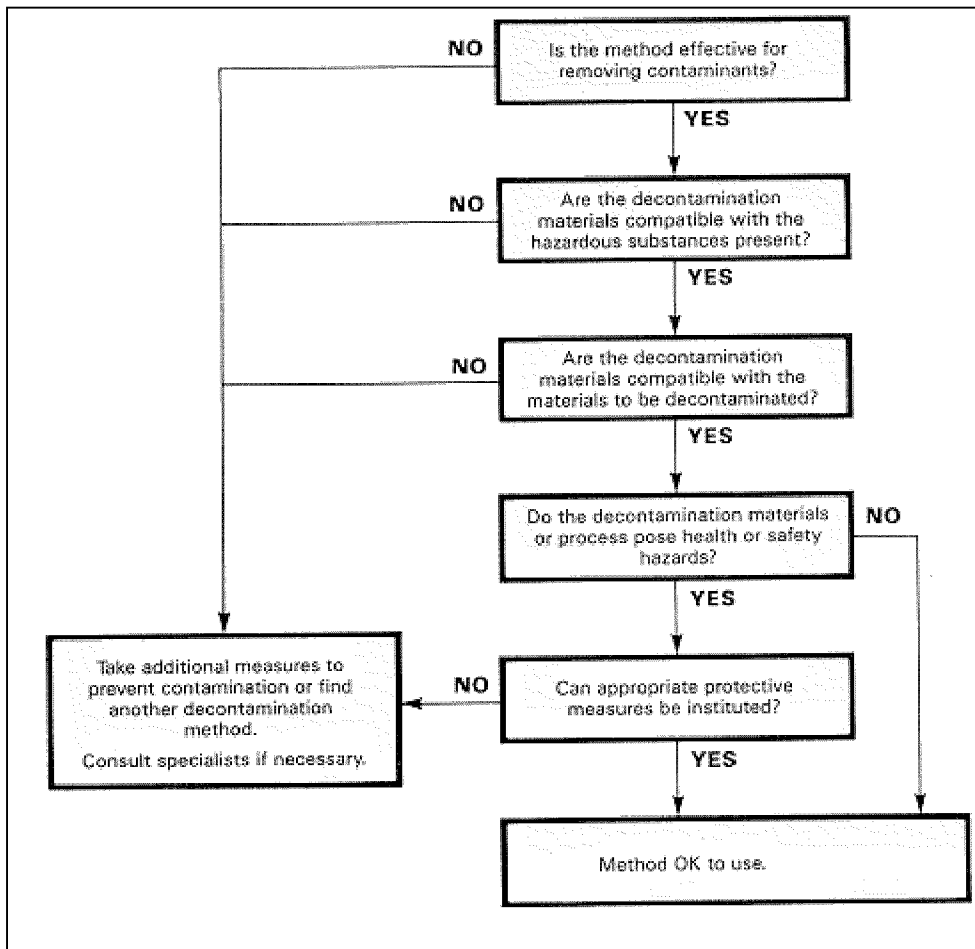 NO
Is the method effective for
removing contaminants?
YES
NO
Are the decontamination
materials compatible with the
hazardous substances present?
YES
NO
Are the decontamination
materials compatible with the
materials to be decontaminated?
YES
Do the decontamination materials
or process pose health or safety
hazards?
NO
YES
Take additional measures to
prevent contamination or find
another decontamination
method.
Consult specialists if necessary.
NO
Can appropriate protective
measures be instituted?
YES
Method OK to use.